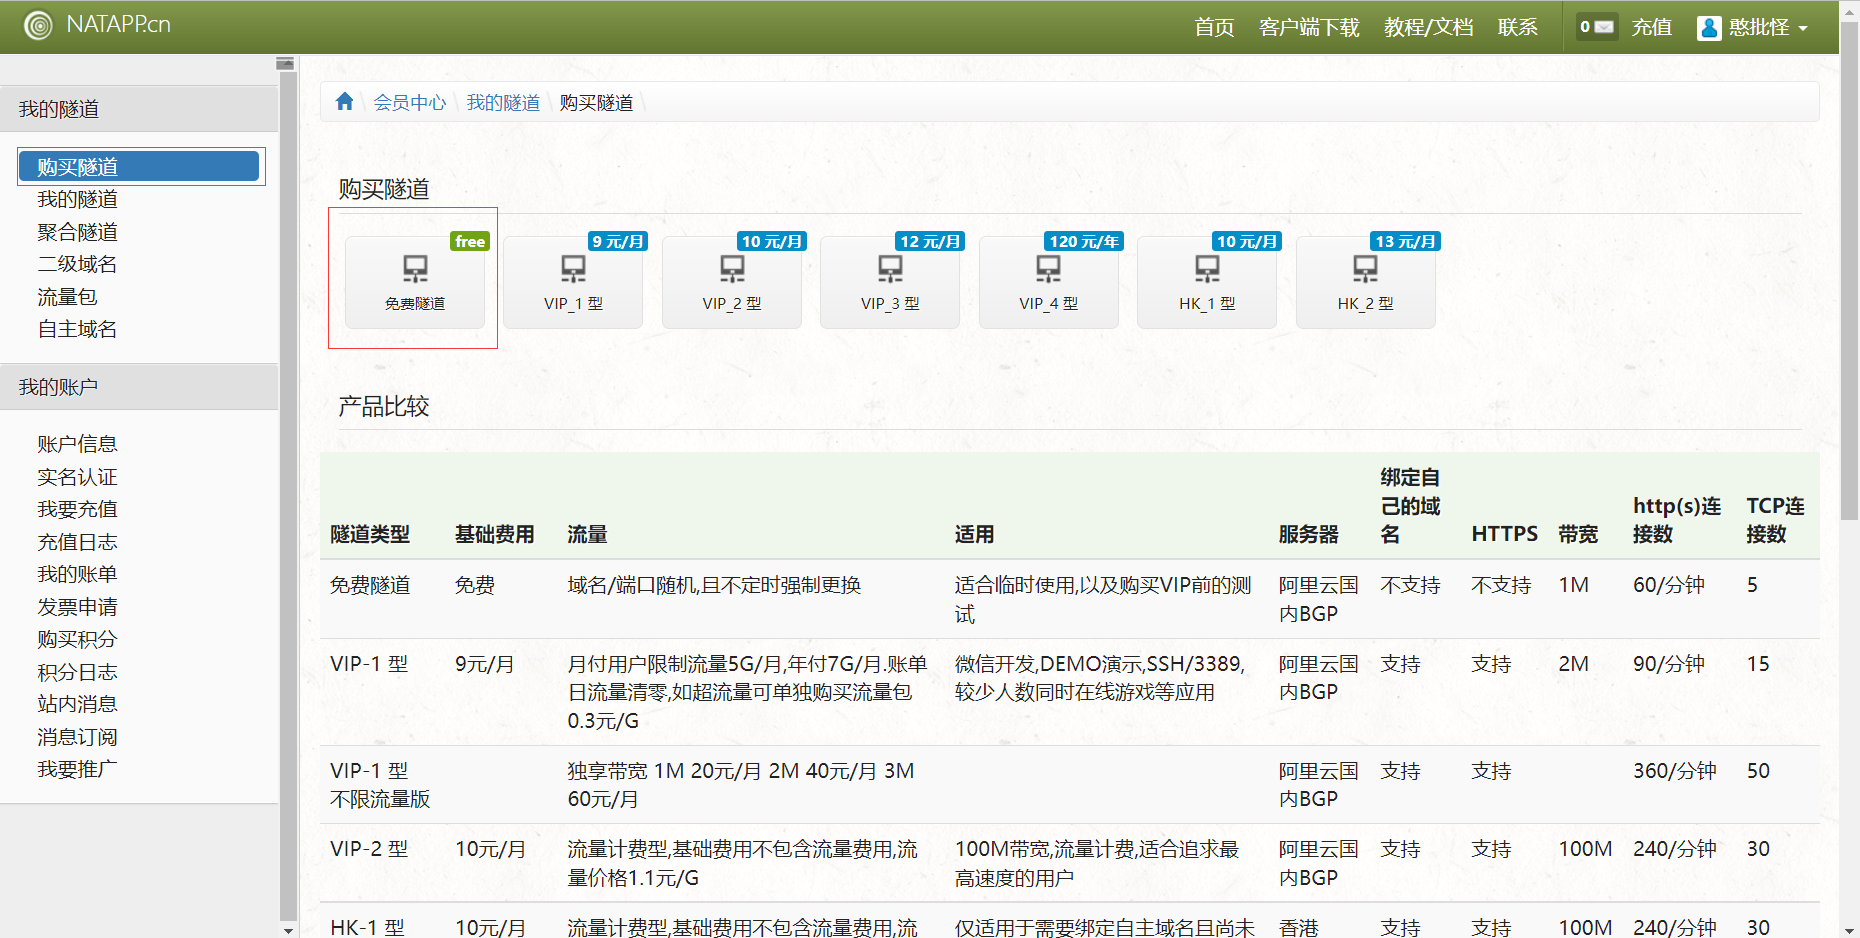 NATAPP.cn
首页
客户端下载
教程/文档
联系
0
充值
憨批怪
我的隧道
购买隧道
我的隧道
聚合隧道
二级域名
流量包
自主域名
我的账户
账户信息
实名认证
我要充值
充值日志
我的账单
发票申请
购买积分
积分日志
站内消息
消息订阅
我要推广
会员中心 \ 我的隧道 \ 购买隧道 \
购买隧道
free
免费隧道
9 元/月
VIP_1 型
10 元/月
VIP_2 型
12 元/月
VIP_3 型
120 元/年
VIP_4 型
10 元/月
HK_1 型
13 元/月
HK_2 型
产品比较
隧道类型
基础费用
流量
适用
服务器
绑定自
己的域
名
HTTPS
带宽
http(s)连
接数
TCP连
接数
免费隧道
免费
域名/端口随机,且不定时强制更换
适合临时使用,以及购买VIP前的测
试
阿里云国
内BGP
不支持
不支持
1M
60/分钟
5
VIP-1 型
9元/月
月付用户限制流量5G/月,年付7G/月.账单
日流量清零,如超流量可单独购买流量包
0.3元/G
微信开发,DEMO演示,SSH/3389,
较少人数同时在线游戏等应用
阿里云国
内BGP
支持
支持
2M
90/分钟
15
VIP-1 型
不限流量版
独享带宽 1M 20元/月 2M 40元/月 3M
60元/月
阿里云国
内BGP
支持
支持
360/分钟
50
VIP-2 型
10元/月
流量计费型,基础费用不包含流量费用,流
量价格1.1元/G
100M带宽,流量计费,适合追求最
高速度的用户
阿里云国
内BGP
支持
支持
100M
240/分钟
30
HK-1 型
10元/月
流量计费型,基础费用不包含流量费用,流
仅适用于需要绑定自主域名且尚未
香港
支持
支持
100M
240/分钟
30